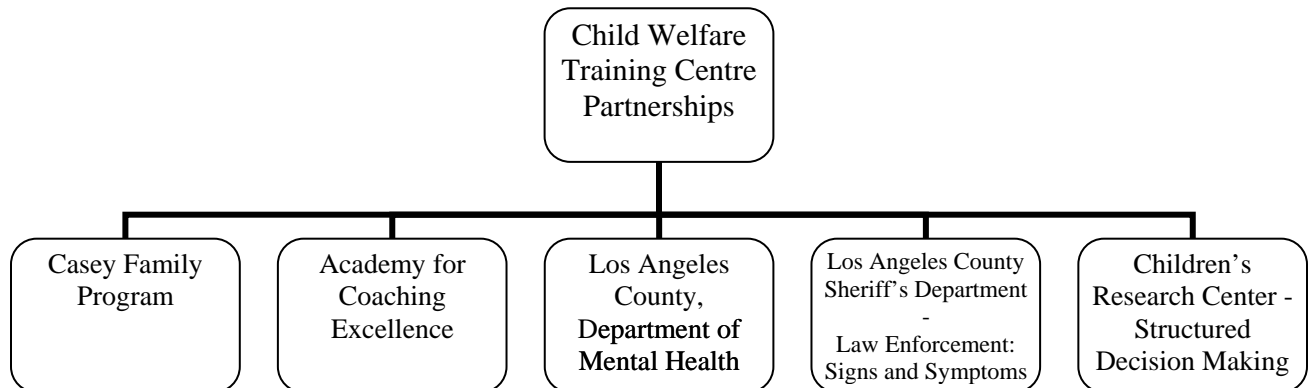 Child Welfare
Training Centre
Partnerships
Casey Family
Program
Academy for
Coaching
Excellence
Los Angeles
County,
Department of
Mental Health
Los Angeles County
Sheriff’s Department
-
Law Enforcement:
Signs and Symptoms
Children’s
Research Center -
Structured
Decision Making